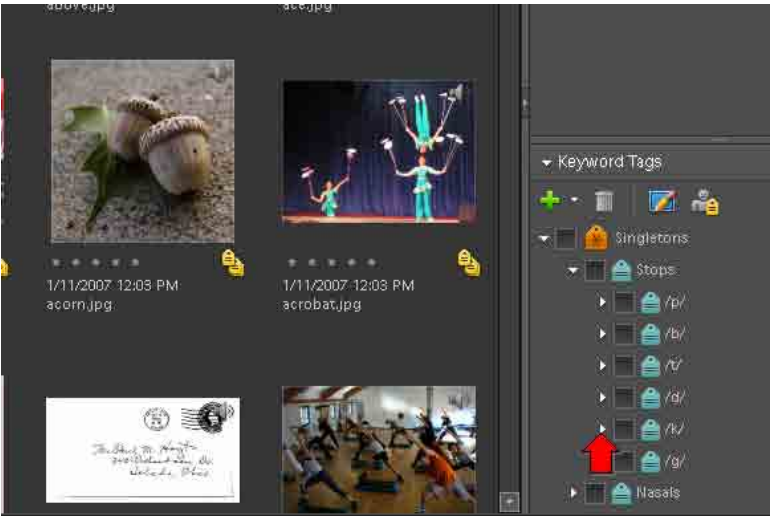 above.jpg
ace.jpg
1/11/2007 12:03 PM
acorn.jpg
1/11/2007 12:03 PM
acrobat.jpg
Keyword Tags
Singletons
Stops
/p/
/b/
/t/
/d/
/k/
/g/
Nasals